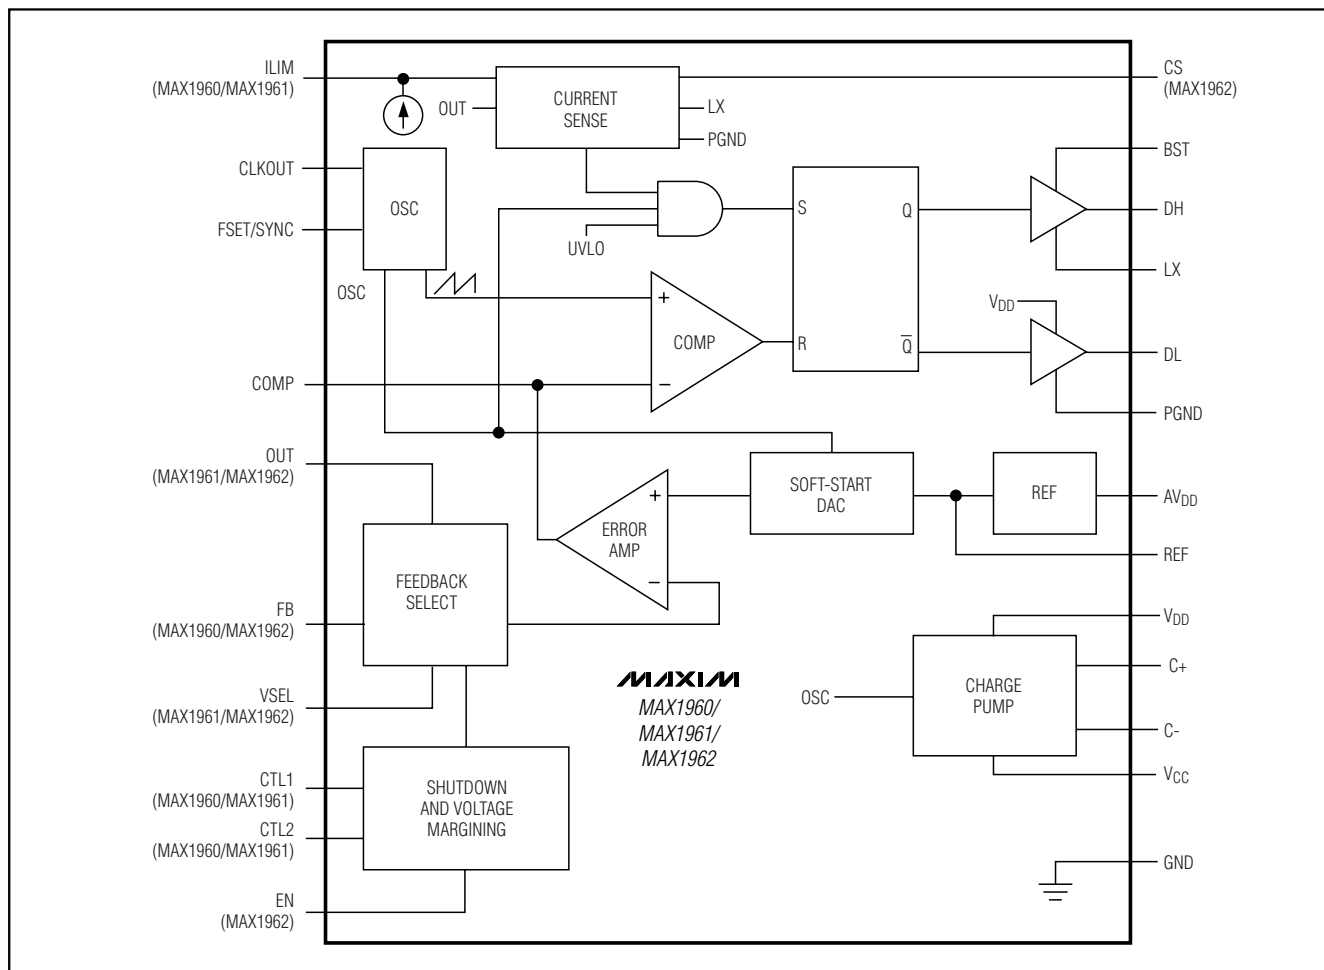 ILIM
(MAX1960/MAX1961)
CURRENT
SENSE
OUT
LX
PGND
CS
(MAX1962)
CLKOUT
FSET/SYNC
OSC
OSC
UVLO
S
Q
R
Q̅
BST
DH
LX
VDD
DL
PGND
+
COMP
−
COMP
OUT
(MAX1961/MAX1962)
SOFT-START
DAC
REF
AVDD
REF
+
ERROR
AMP
−
FEEDBACK
SELECT
FB
(MAX1960/MAX1962)
VSEL
(MAX1961/MAX1962)
MAXIM
MAX1960/
MAX1961/
MAX1962
OSC
CHARGE
PUMP
VDD
C+
C-
VCC
CTL1
(MAX1960/MAX1961)
CTL2
(MAX1960/MAX1961)
SHUTDOWN
AND VOLTAGE
MARGINING
EN
(MAX1962)
GND